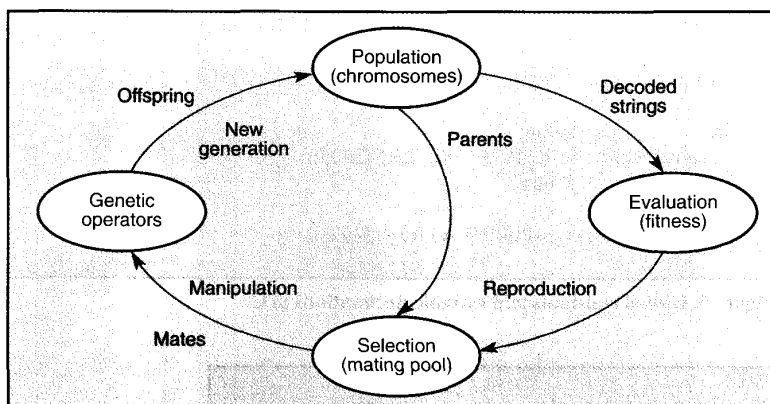 Population
(chromosomes)
Offspring
Decoded
strings
New
generation
Parents
Genetic
operators
Evaluation
(fitness)
Manipulation
Reproduction
Mates
Selection
(mating pool)